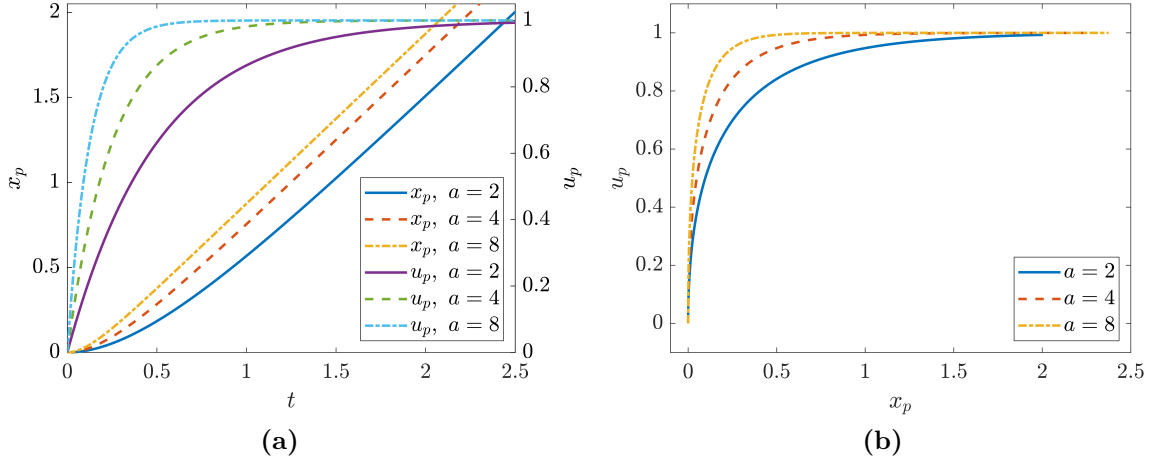 2
1.5
1
0.5
0
x_p
0 0.5 1 1.5 2 2.5
t
1
0.8
0.6
0.4
0.2
0
u_p
x_p, a = 2
x_p, a = 4
x_p, a = 8
u_p, a = 2
u_p, a = 4
u_p, a = 8
(a)
1
0.8
0.6
0.4
0.2
0
u_p
0 0.5 1 1.5 2 2.5
x_p
a = 2
a = 4
a = 8
(b)